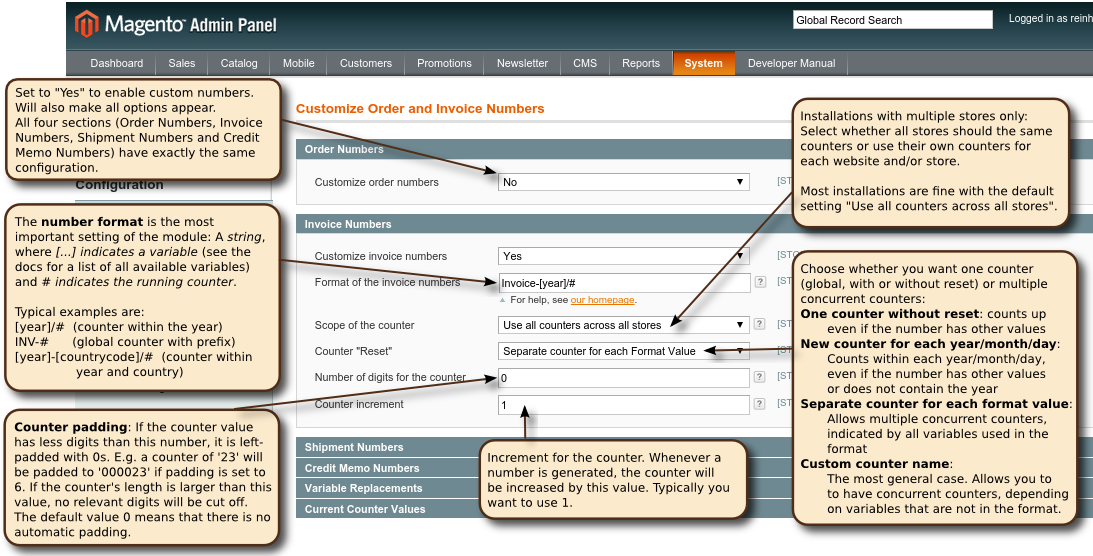 Magento™ Admin Panel
Global Record Search
Logged in as reinh
Dashboard
Sales
Catalog
Mobile
Customers
Promotions
Newsletter
CMS
Reports
System
Developer Manual
Set to "Yes" to enable custom numbers.
Will also make all options appear.
All four sections (Order Numbers, Invoice
Numbers, Shipment Numbers and Credit
Memo Numbers) have exactly the same
configuration.
Configuration
The number format is the most
important setting of the module: A string,
where [...] indicates a variable (see the
docs for a list of all available variables)
and # indicates the running counter.
Typical examples are:
[year]/# (counter within the year)
INV-# (global counter with prefix)
[year]-[countrycode]/# (counter within
year and country)
Counter padding: If the counter value
has less digits than this number, it is left-
padded with 0s. E.g. a counter of '23' will
be padded to '000023' if padding is set to
6. If the counter's length is larger than this
value, no relevant digits will be cut off.
The default value 0 means that there is no
automatic padding.
Customize Order and Invoice Numbers
Order Numbers
Customize order numbers
No
[ST
Invoice Numbers
Customize invoice numbers
Yes
[STO
Format of the invoice numbers
Invoice-[year]/#
?
[ST
For help, see our homepage.
Scope of the counter
Use all counters across all stores
?
[ST
Counter "Reset"
Separate counter for each Format Value
?
[ST
Number of digits for the counter
0
?
[ST
Counter increment
1
?
[ST
Shipment Numbers
Credit Memo Numbers
Variable Replacements
Current Counter Values
Increment for the counter. Whenever a
number is generated, the counter will
be increased by this value. Typically you
want to use 1.
Installations with multiple stores only:
Select whether all stores should the same
counters or use their own counters for
each website and/or store.
Most installations are fine with the default
setting "Use all counters across all stores".
Choose whether you want one counter
(global, with or without reset) or multiple
concurrent counters:
One counter without reset: counts up
even if the number has other values
New counter for each year/month/day:
Counts within each year/month/day,
even if the number has other values
or does not contain the year
Separate counter for each format value:
Allows multiple concurrent counters,
indicated by all variables used in the
format
Custom counter name:
The most general case. Allows you to
to have concurrent counters, depending
on variables that are not in the format.